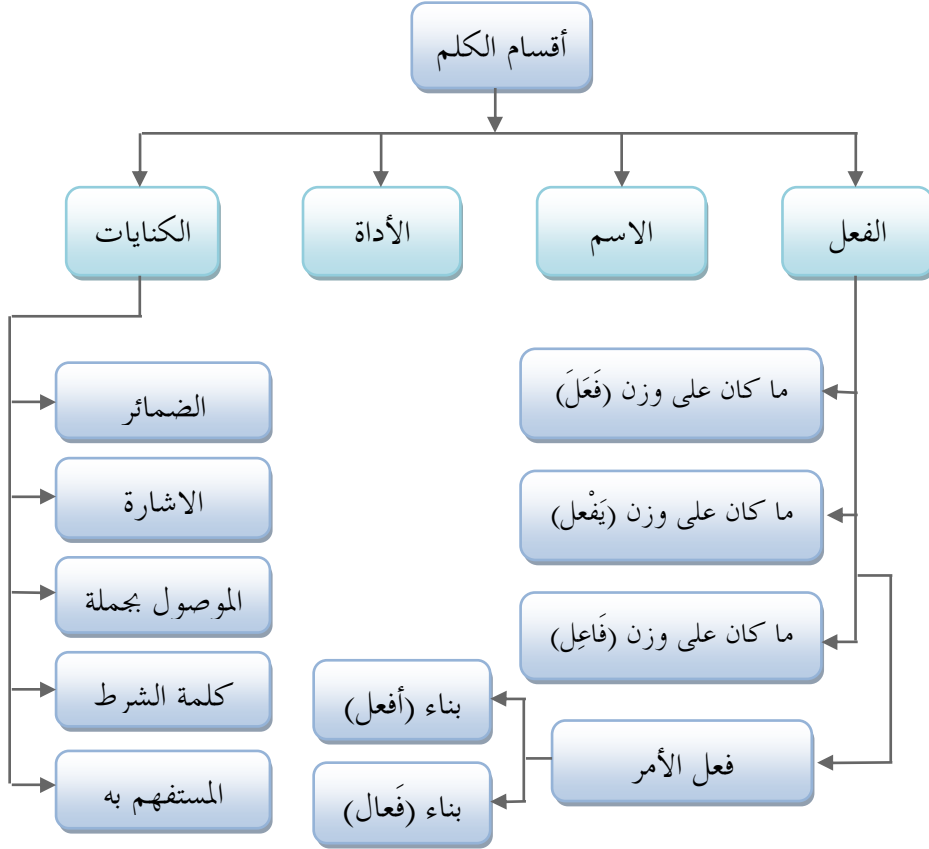 أقسام الكلم
الفعل
الاسم
الأداة
الكنايات
ما كان على وزن (فَعَلَ)
ما كان على وزن (يَفْعل)
ما كان على وزن (فَاعِل)
فعل الأمر
بناء (أفعل)
بناء (فَعال)
الضمائر
الاشارة
الموصول بجملة
كلمة الشرط
المستفهم به